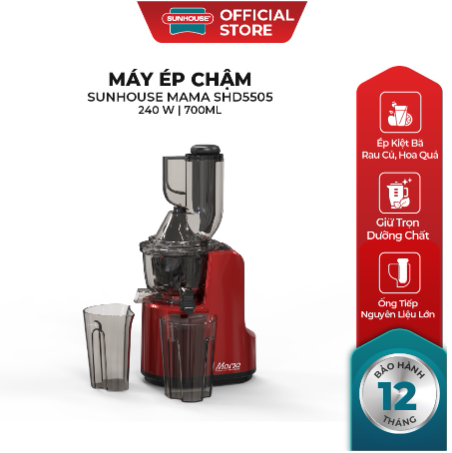 SUNHOUSE
OFFICIAL
STORE
MÁY ÉP CHẬM
SUNHOUSE MAMA SHD5505
240 W | 700ML
Ép Kiệt Bã
Rau Củ, Hoa Quả
Giữ Trọn
Dưỡng Chất
Ống Tiếp
Nguyên Liệu Lớn
Mama
BẢO HÀNH
12
THÁNG